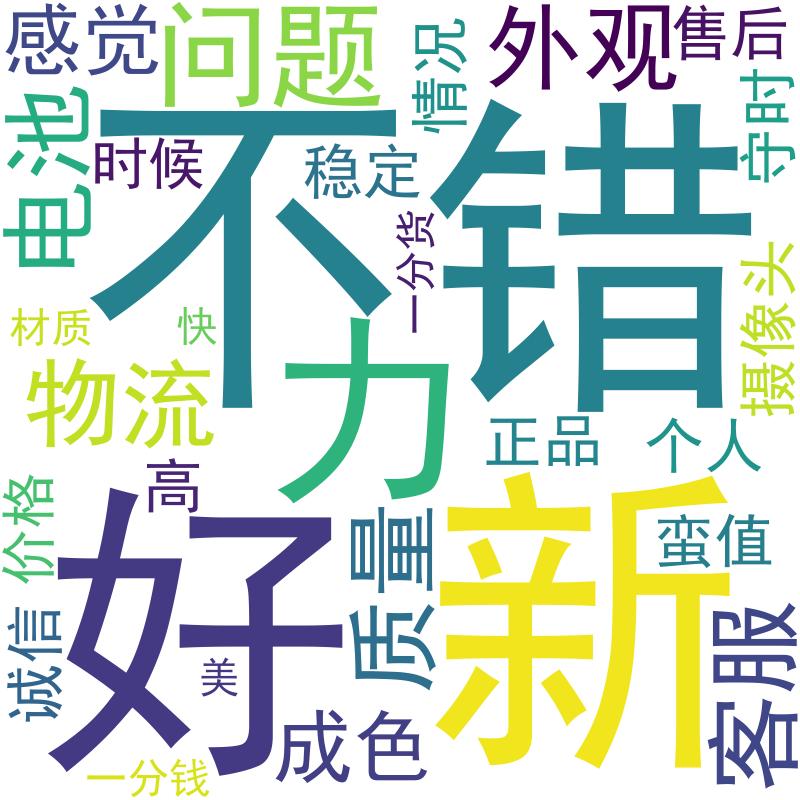 感觉
问题
情况
外观
售后
电池
时候
不错
稳定
守时
一分货
摄像头
材质
快
力
物流
正品
个人
高
价格
好
质量
新
蛮值
诚信
美
客服
成色
一分钱